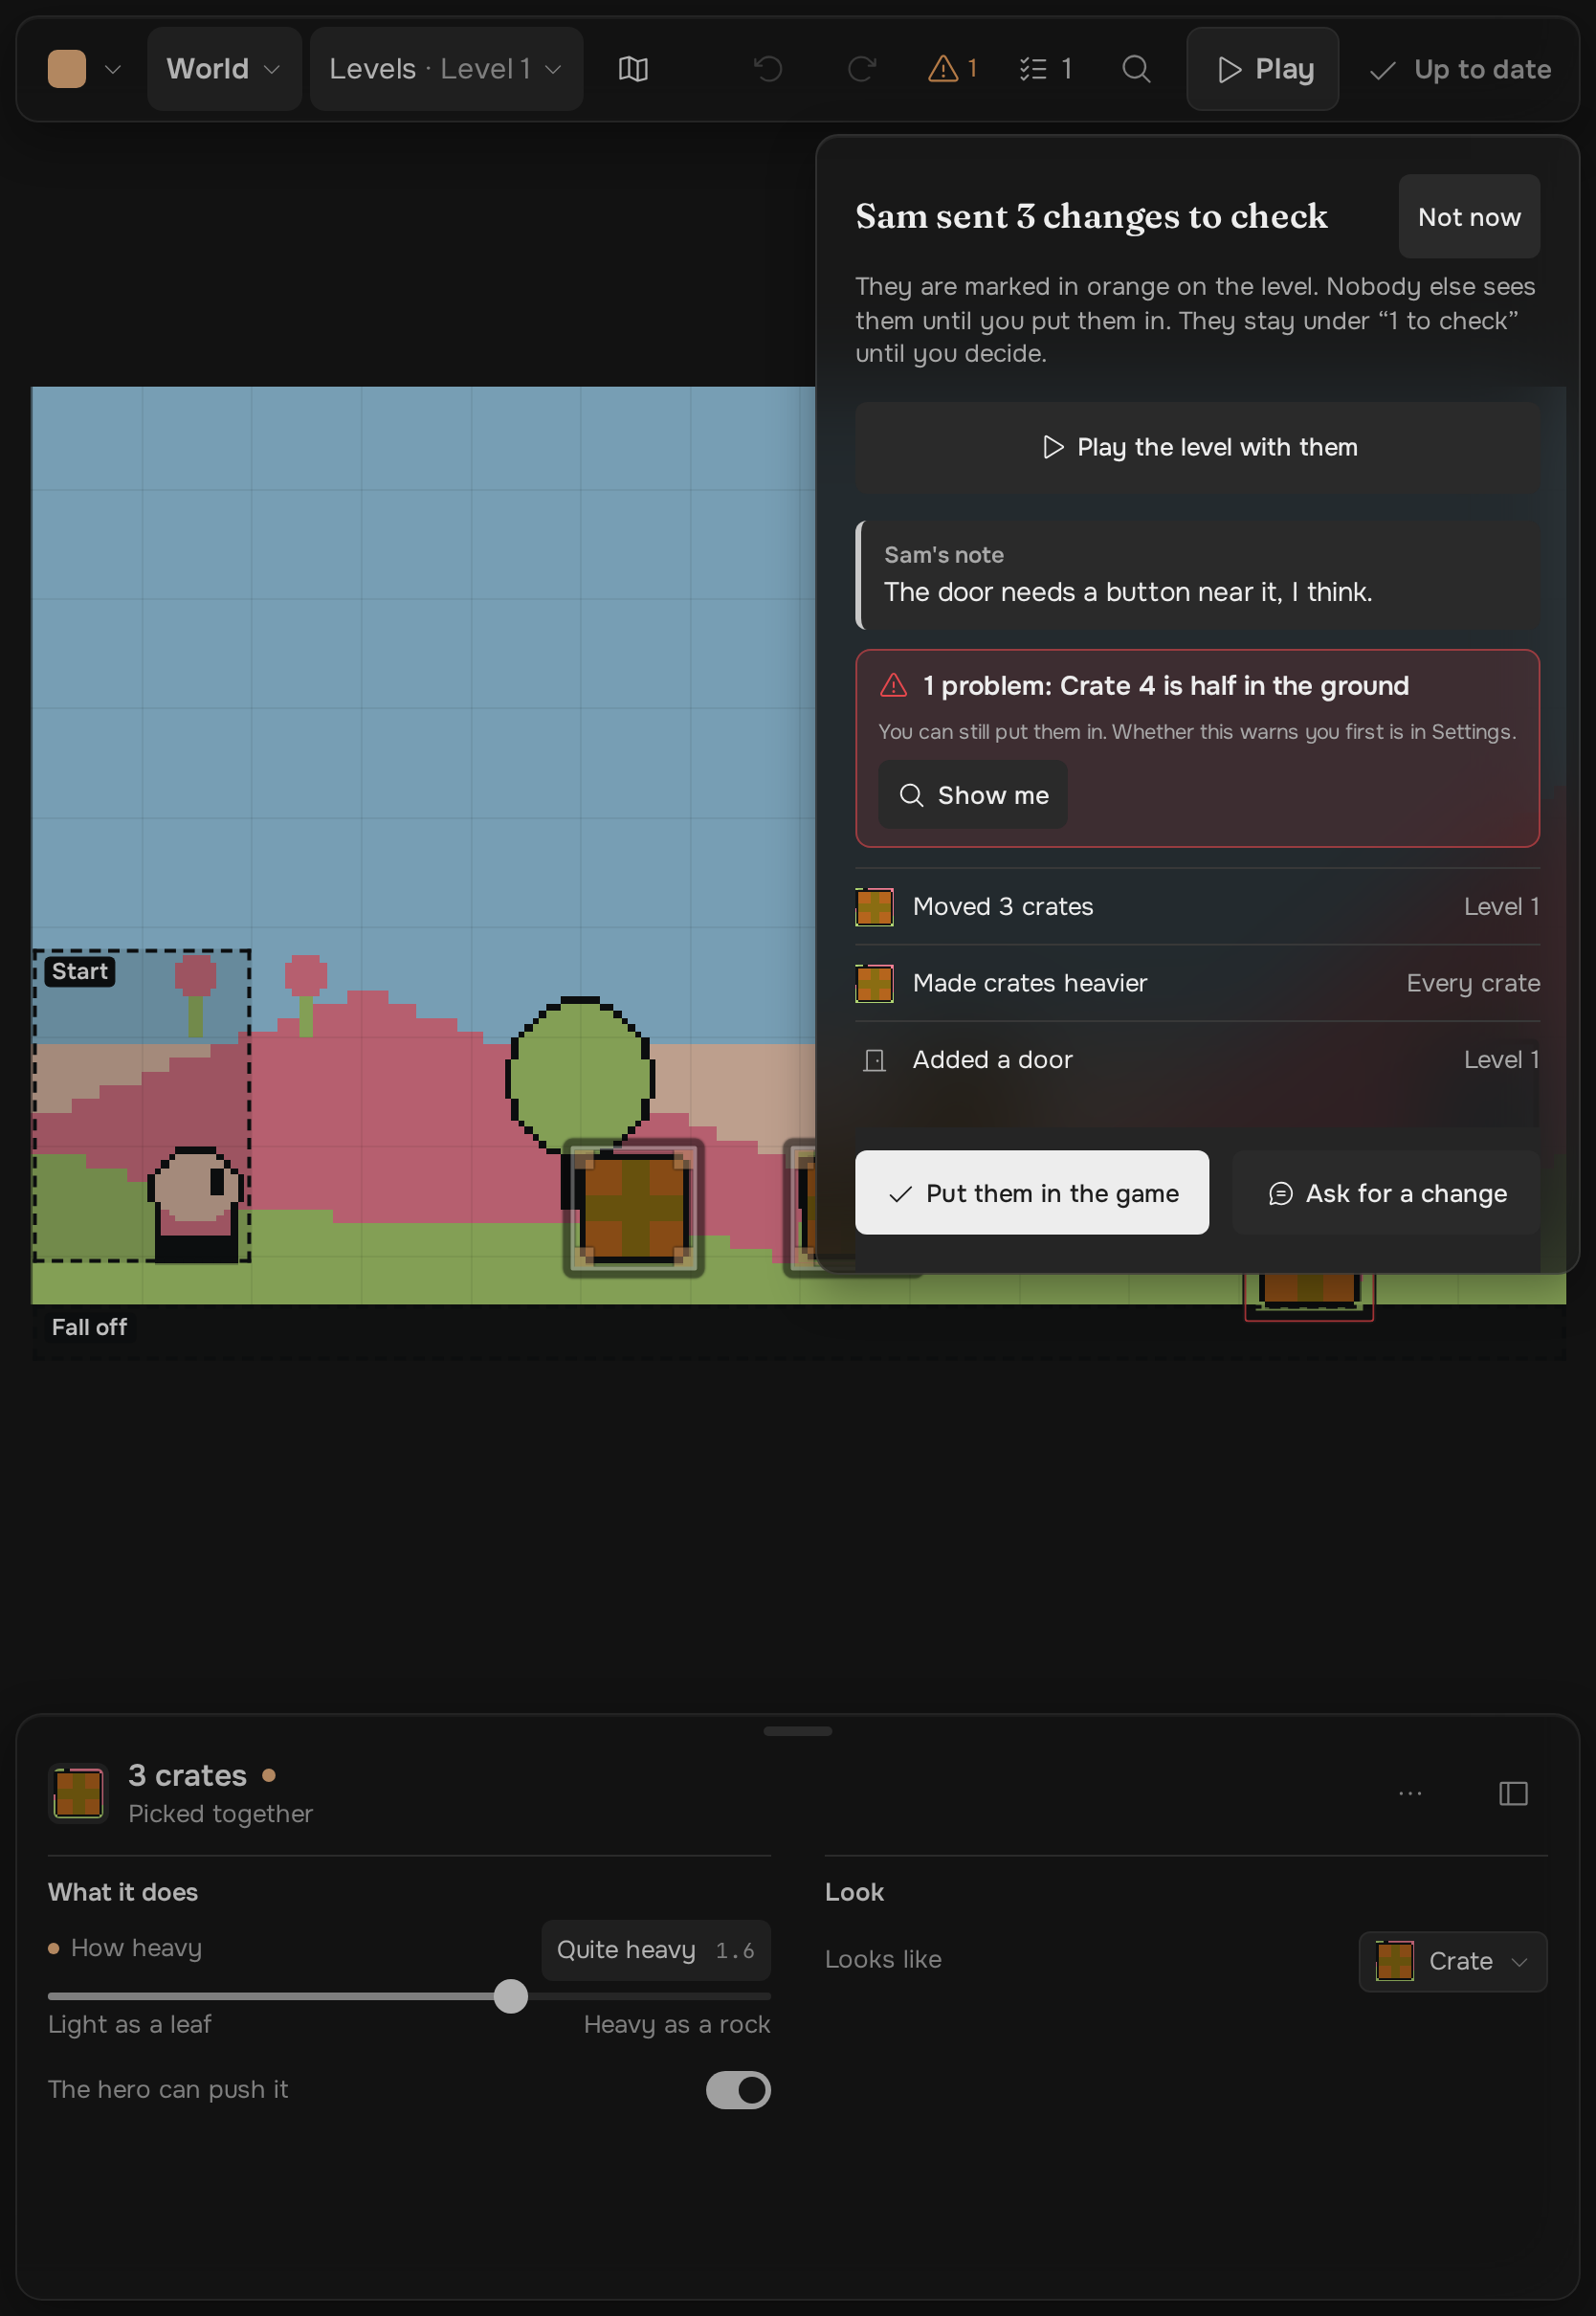 World
Levels · Level 1
1
1
Play
Up to date
Sam sent 3 changes to check
Not now
They are marked in orange on the level. Nobody else sees
them until you put them in. They stay under “1 to check”
until you decide.
Play the level with them
Sam's note
The door needs a button near it, I think.
1 problem: Crate 4 is half in the ground
You can still put them in. Whether this warns you first is in Settings.
Show me
Moved 3 crates
Level 1
Made crates heavier
Every crate
Added a door
Level 1
Put them in the game
Ask for a change
Start
Fall off
3 crates
Picked together
What it does
How heavy
Quite heavy 1.6
Light as a leaf
Heavy as a rock
The hero can push it
Look
Looks like
Crate